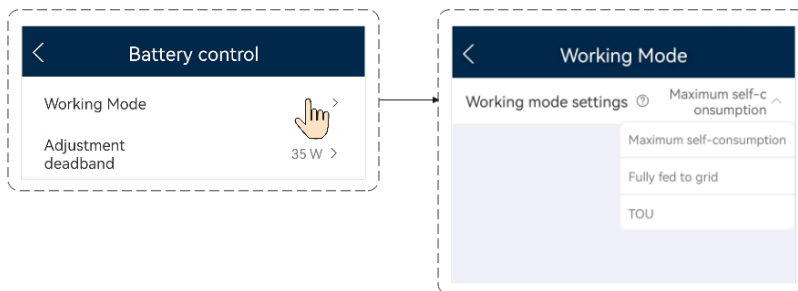 Battery control
Working Mode
Adjustment
deadband
35 W
Working Mode
Working mode settings
Maximum self-c
onsumption
Maximum self-consumption
Fully fed to grid
TOU